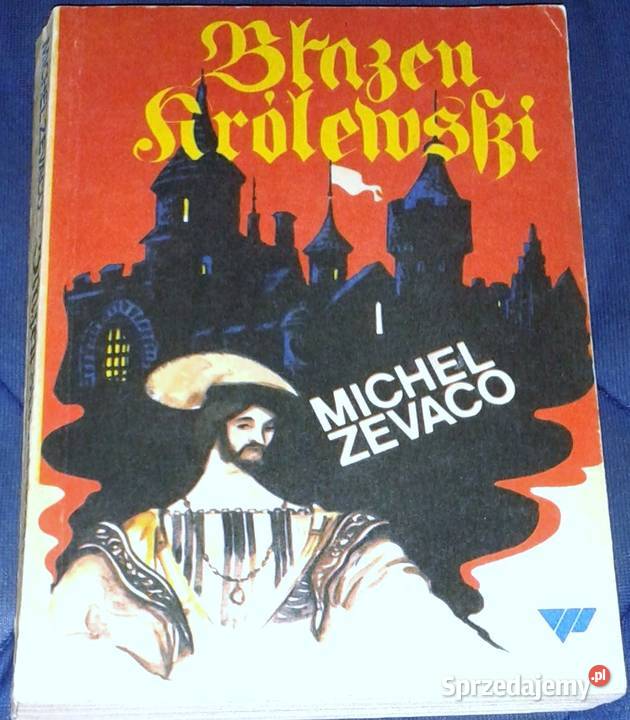 Błazen
Królewski
MICHEL
ZEVACO
Sprzedajemy.pl